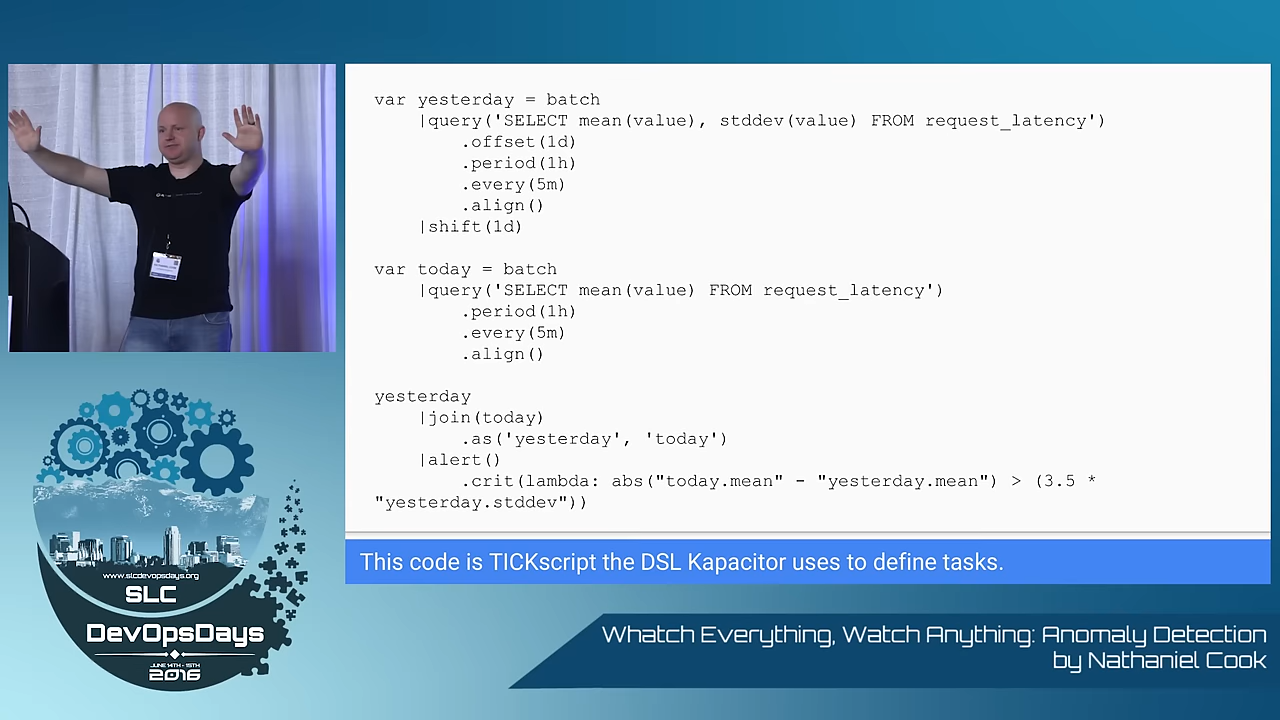 var yesterday = batch
|query('SELECT mean(value), stddev(value) FROM request_latency')
.offset(1d)
.period(1h)
.every(5m)
.align()
|shift(1d)
var today = batch
|query('SELECT mean(value) FROM request_latency')
.period(1h)
.every(5m)
.align()
yesterday
|join(today)
.as('yesterday', 'today')
|alert()
.crit(lambda: abs("today.mean" - "yesterday.mean") > (3.5 *
"yesterday.stddev"))
This code is TICKscript the DSL Kapacitor uses to define tasks.
www.slcdevopsdays.org
SLC
DevOpsDays
JUNE 14TH - 15TH
2016
Whatch Everything, Watch Anything: Anomaly Detection
by Nathaniel Cook